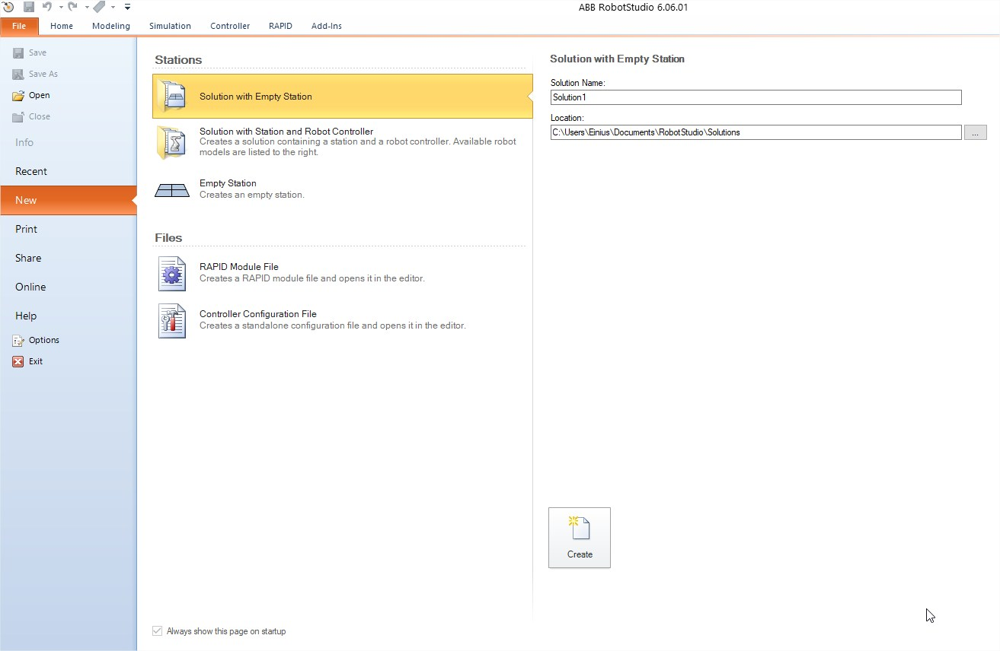 ABB RobotStudio 6.06.01
File Home Modeling Simulation Controller RAPID Add-Ins
Save
Save As
Open
Close
Info
Recent
New
Print
Share
Online
Help
Options
Exit
Stations
Solution with Empty Station
Solution with Station and Robot Controller
Creates a solution containing a station and a robot controller. Available robot
models are listed to the right.
Empty Station
Creates an empty station.
Files
RAPID Module File
Creates a RAPID module file and opens it in the editor.
Controller Configuration File
Creates a standalone configuration file and opens it in the editor.
Always show this page on startup
Solution with Empty Station
Solution Name:
Solution1
Location:
C:\Users\Einius\Documents\RobotStudio\Solutions
...
Create